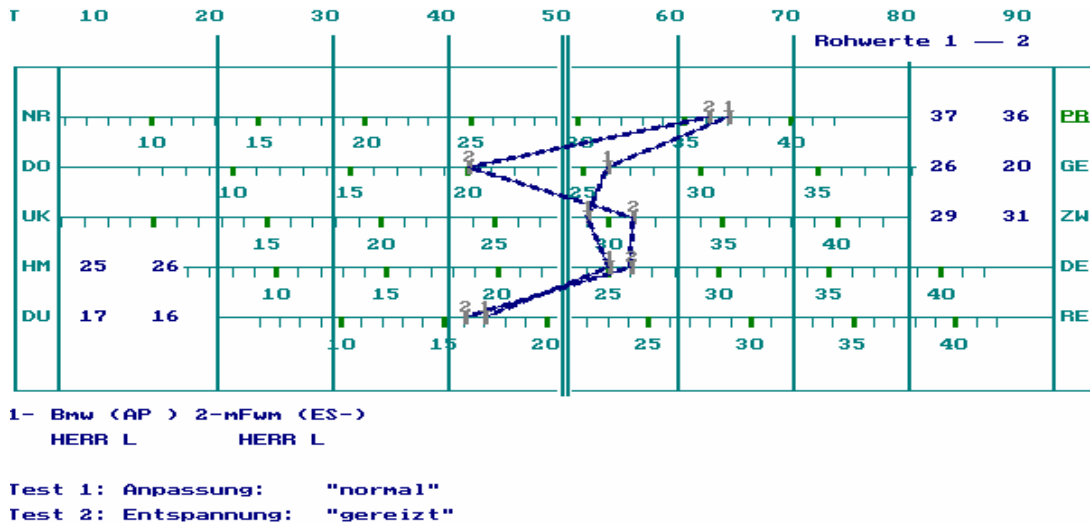 T 10 20 30 40 50 60 70 80 90
Rohwerte 1 — 2
NR 2 1 37 36 PR
10 15 20 25 20 35 40
DO 2 1 26 20 GE
10 15 20 25 30 35
UK 1 2 29 31 ZW
15 20 25 30 35 40
HM 25 26 1 2 DE
10 15 20 25 30 35 40
DU 17 16 2 1 RE
10 15 20 25 30 35 40
1- Bmw (AP ) 2-mFwm (ES-)
HERR L HERR L
Test 1: Anpassung: "normal"
Test 2: Entspannung: "gereizt"